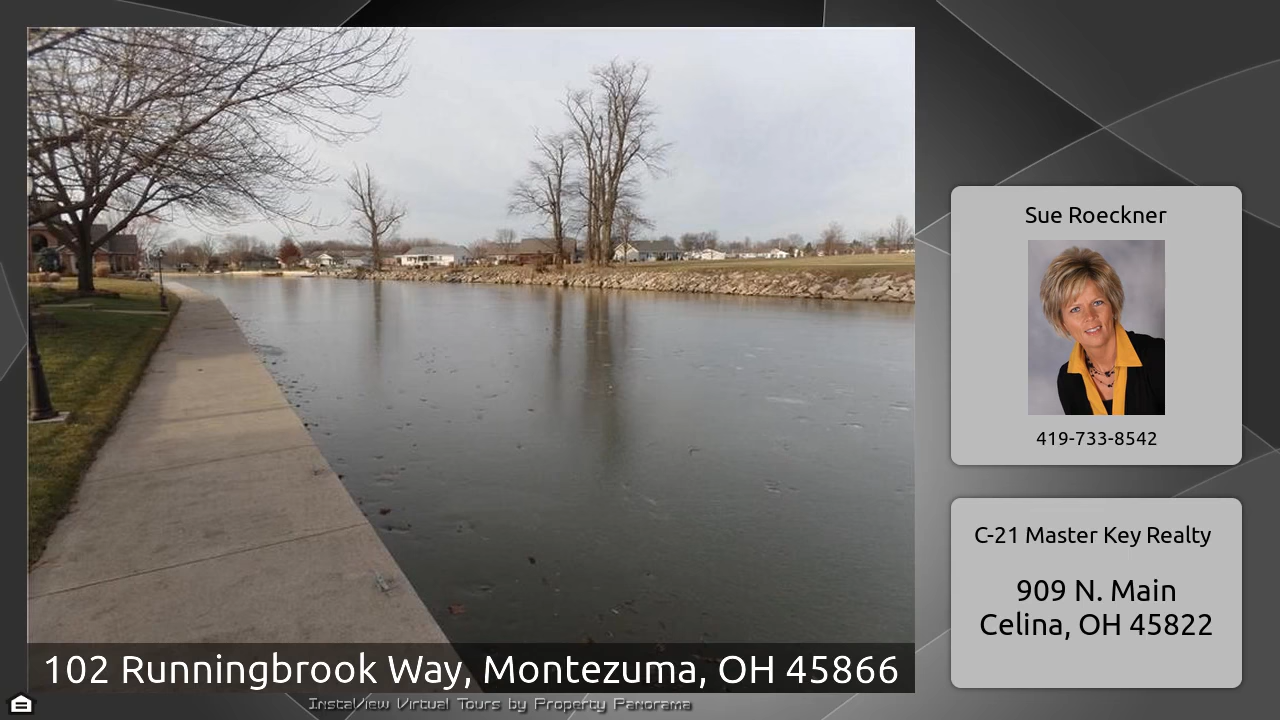 102 Runningbrook Way, Montezuma, OH 45866
InstaView Virtual Tours by Property Panorama
Sue Roeckner
419-733-8542
C-21 Master Key Realty
909 N. Main
Celina, OH 45822